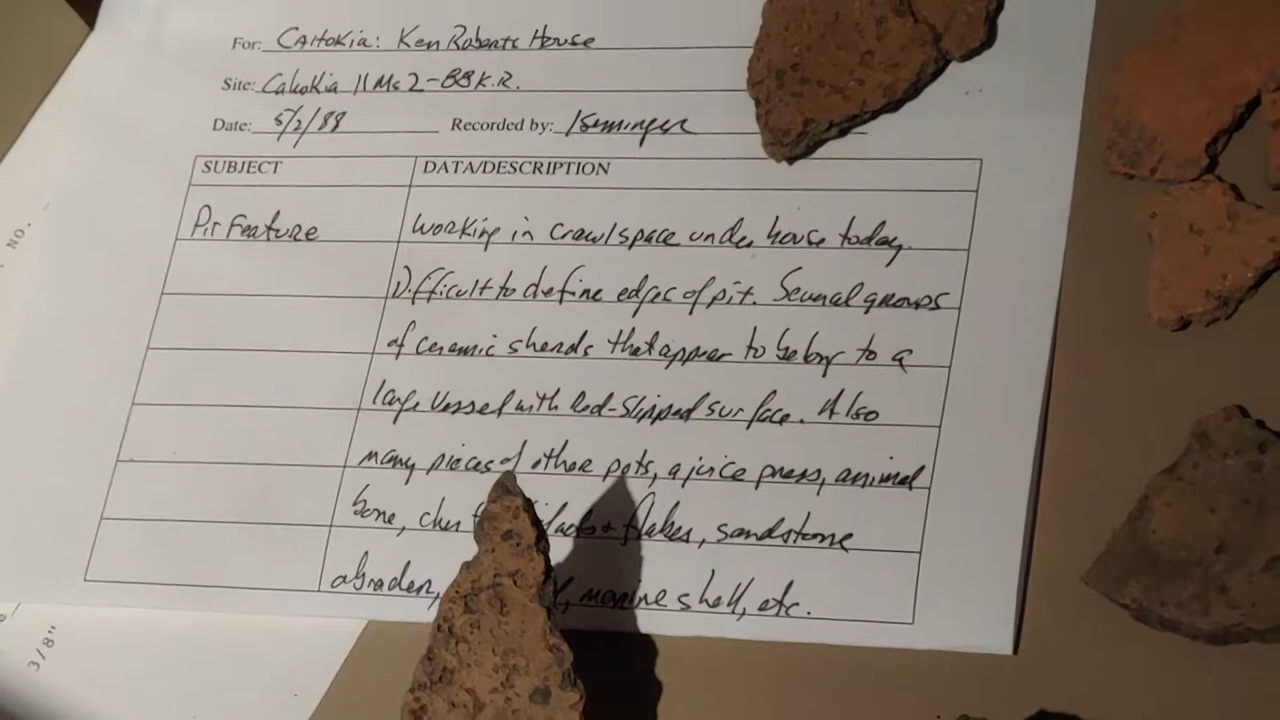 For: CAHOKIA: Ken Roberts House
Site: Cahokia 11Ms2-BBK.R.
Date: 5/2/88 Recorded by: Iseminger
SUBJECT DATA/DESCRIPTION
Pit Feature Working in crawlspace under house today.
Difficult to define edges of pit. Several groups
of ceramic sherds that appear to belong to a
large vessel with Red-Slipped surface. Also
many pieces of other pots, a juice press, animal
bone, flakes, sandstone
abrader, marine shell, etc.
NO.
3/8"